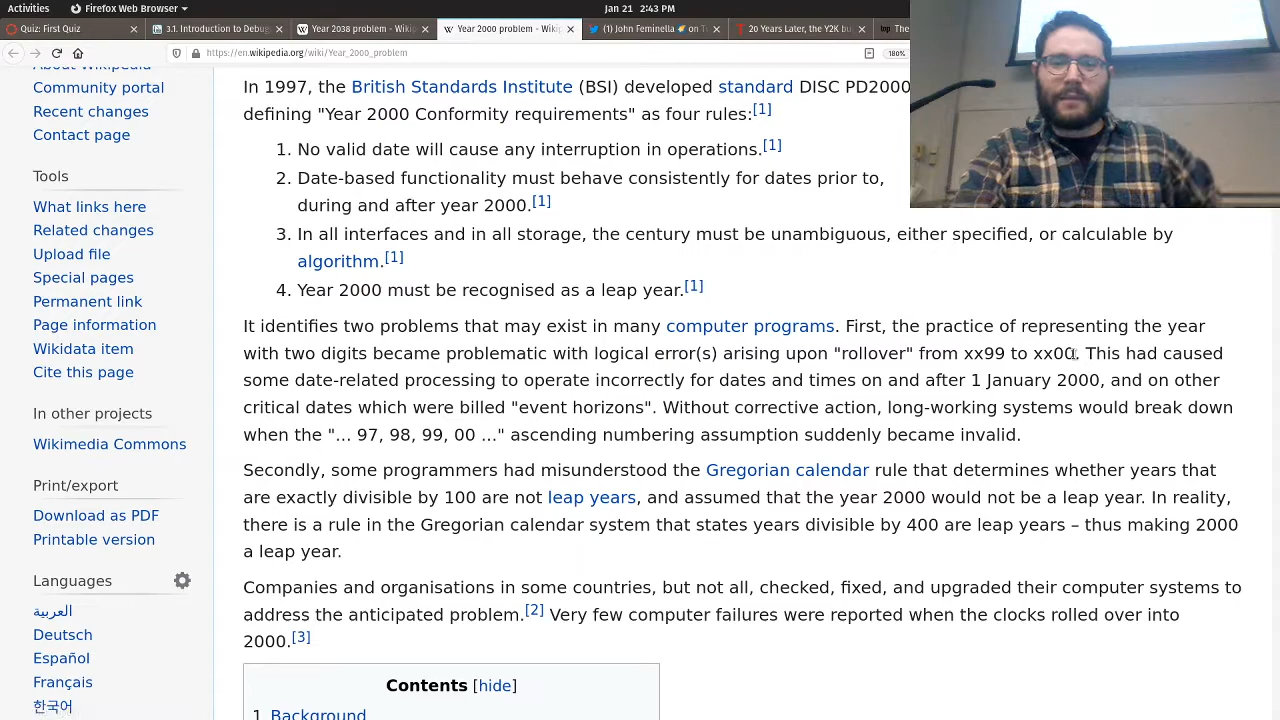 Activities
Firefox Web Browser
Jan 21 2:43 PM
Quiz: First Quiz
3.1. Introduction to Debug
Year 2038 problem - Wikip
Year 2000 problem - Wikip
(1) John Feminella
on Tw
20 Years Later, the Y2K bu
The
https://en.wikipedia.org/wiki/Year_2000_problem
180%
About Wikipedia
Community portal
Recent changes
Contact page
Tools
What links here
Related changes
Upload file
Special pages
Permanent link
Page information
Wikidata item
Cite this page
In other projects
Wikimedia Commons
Print/export
Download as PDF
Printable version
Languages
العربية
Deutsch
Español
Français
한국어
In 1997, the British Standards Institute (BSI) developed standard DISC PD2000
defining "Year 2000 Conformity requirements" as four rules:[1]
1. No valid date will cause any interruption in operations.[1]
2. Date-based functionality must behave consistently for dates prior to,
during and after year 2000.[1]
3. In all interfaces and in all storage, the century must be unambiguous, either specified, or calculable by
algorithm.[1]
4. Year 2000 must be recognised as a leap year.[1]
It identifies two problems that may exist in many computer programs. First, the practice of representing the year
with two digits became problematic with logical error(s) arising upon "rollover" from xx99 to xx00. This had caused
some date-related processing to operate incorrectly for dates and times on and after 1 January 2000, and on other
critical dates which were billed "event horizons". Without corrective action, long-working systems would break down
when the "... 97, 98, 99, 00 ..." ascending numbering assumption suddenly became invalid.
Secondly, some programmers had misunderstood the Gregorian calendar rule that determines whether years that
are exactly divisible by 100 are not leap years, and assumed that the year 2000 would not be a leap year. In reality,
there is a rule in the Gregorian calendar system that states years divisible by 400 are leap years – thus making 2000
a leap year.
Companies and organisations in some countries, but not all, checked, fixed, and upgraded their computer systems to
address the anticipated problem.[2] Very few computer failures were reported when the clocks rolled over into
2000.[3]
Contents [hide]
1 Background